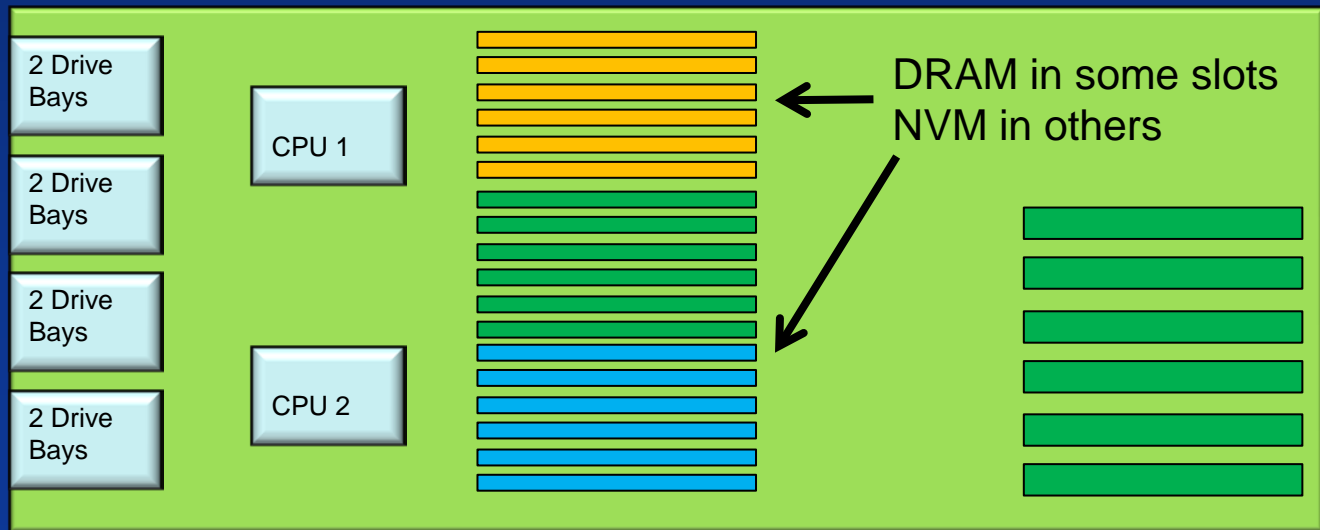 2 Drive
Bays
2 Drive
Bays
2 Drive
Bays
2 Drive
Bays
CPU 1
CPU 2
DRAM in some slots
NVM in others